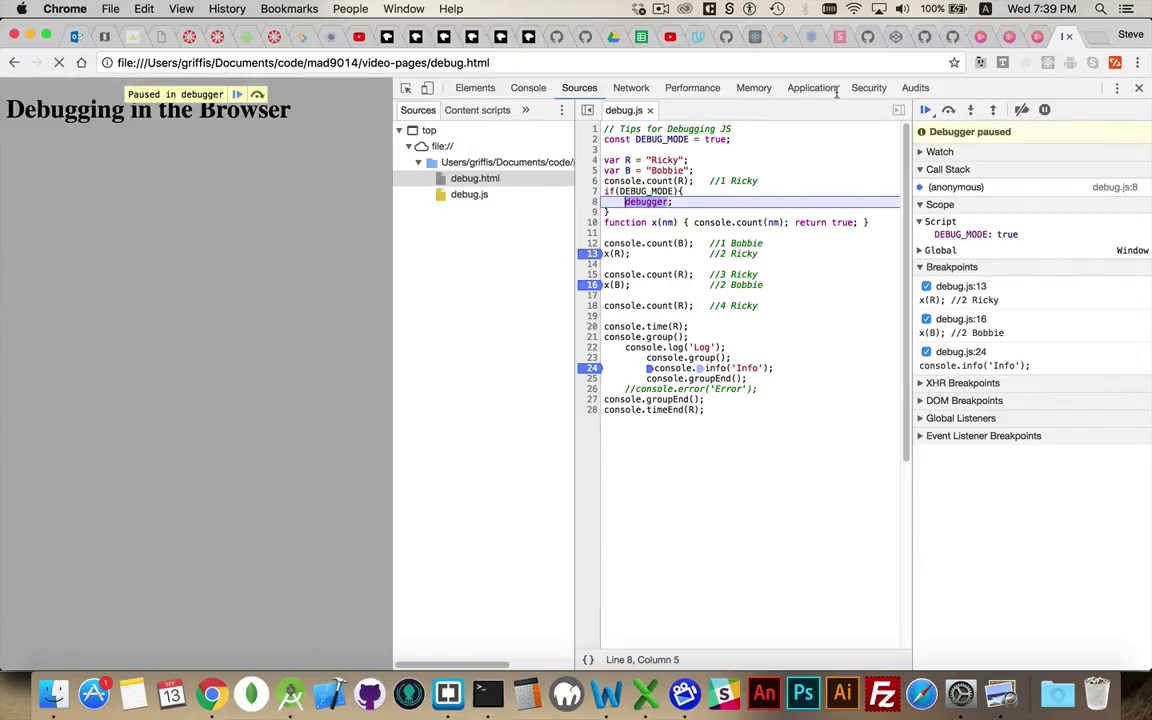 Chrome File Edit View History Bookmarks People Window Help 100% Wed 7:39 PM
Steve
file:///Users/griffis/Documents/code/mad9014/video-pages/debug.html
Paused in debugger
Debugging in the Browser
Elements Console Sources Network Performance Memory Application Security Audits
Sources Content scripts »
top
file://
Users/griffis/Documents/code/
debug.html
debug.js
debug.js ×
1 // Tips for Debugging JS
2 const DEBUG_MODE = true;
3
4 var R = "Ricky";
5 var B = "Bobbie";
6 console.count(R); //1 Ricky
7 if(DEBUG_MODE){
8 debugger;
9 }
10 function x(nm) { console.count(nm); return true; }
11
12 console.count(B); //1 Bobbie
13 x(R); //2 Ricky
14
15 console.count(R); //3 Ricky
16 x(B); //2 Bobbie
17
18 console.count(R); //4 Ricky
19
20 console.time(R);
21 console.group();
22 console.log('Log');
23 console.group();
24 console.info('Info');
25 console.groupEnd();
26 //console.error('Error');
27 console.groupEnd();
28 console.timeEnd(R);
{} Line 8, Column 5
Debugger paused
Watch
Call Stack
(anonymous) debug.js:8
Scope
Script
DEBUG_MODE: true
Global Window
Breakpoints
debug.js:13
x(R); //2 Ricky
debug.js:16
x(B); //2 Bobbie
debug.js:24
console.info('Info');
XHR Breakpoints
DOM Breakpoints
Global Listeners
Event Listener Breakpoints
1 SEP 13 An Ps Ai Fz